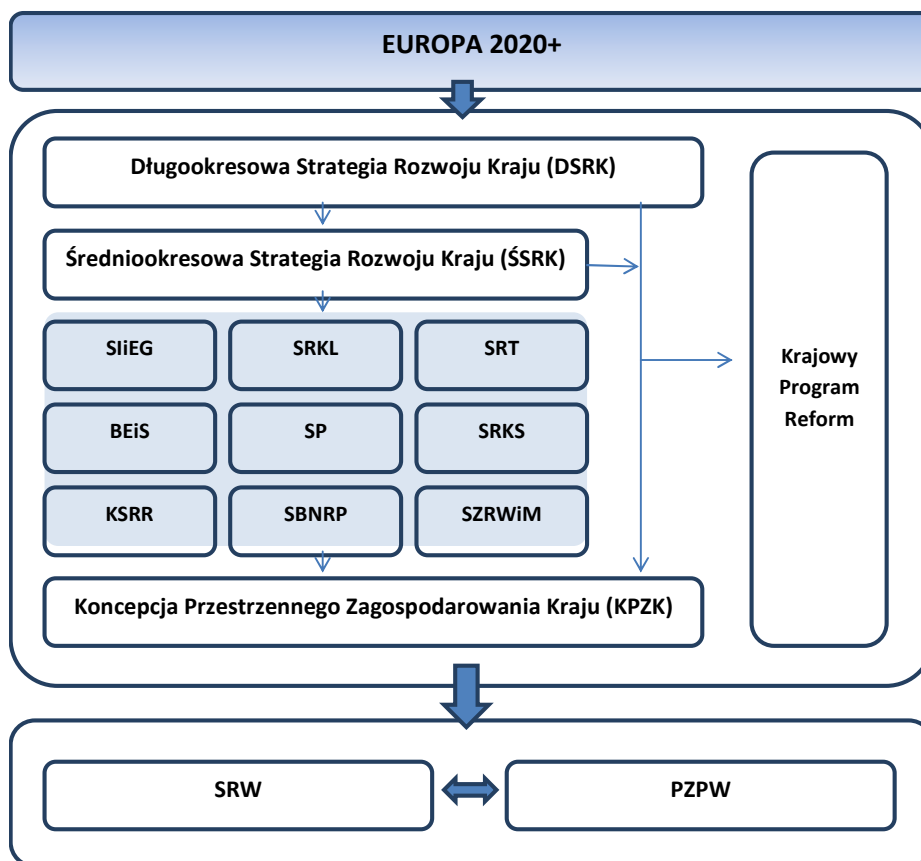 EUROPA 2020+
Długookresowa Strategia Rozwoju Kraju (DSRK)
Średniookresowa Strategia Rozwoju Kraju (ŚSRK)
SIiEG
SRKL
SRT
BEiS
SP
SRKS
KSRR
SBNRP
SZRWiM
Koncepcja Przestrzennego Zagospodarowania Kraju (KPZK)
Krajowy
Program
Reform
SRW
PZPW